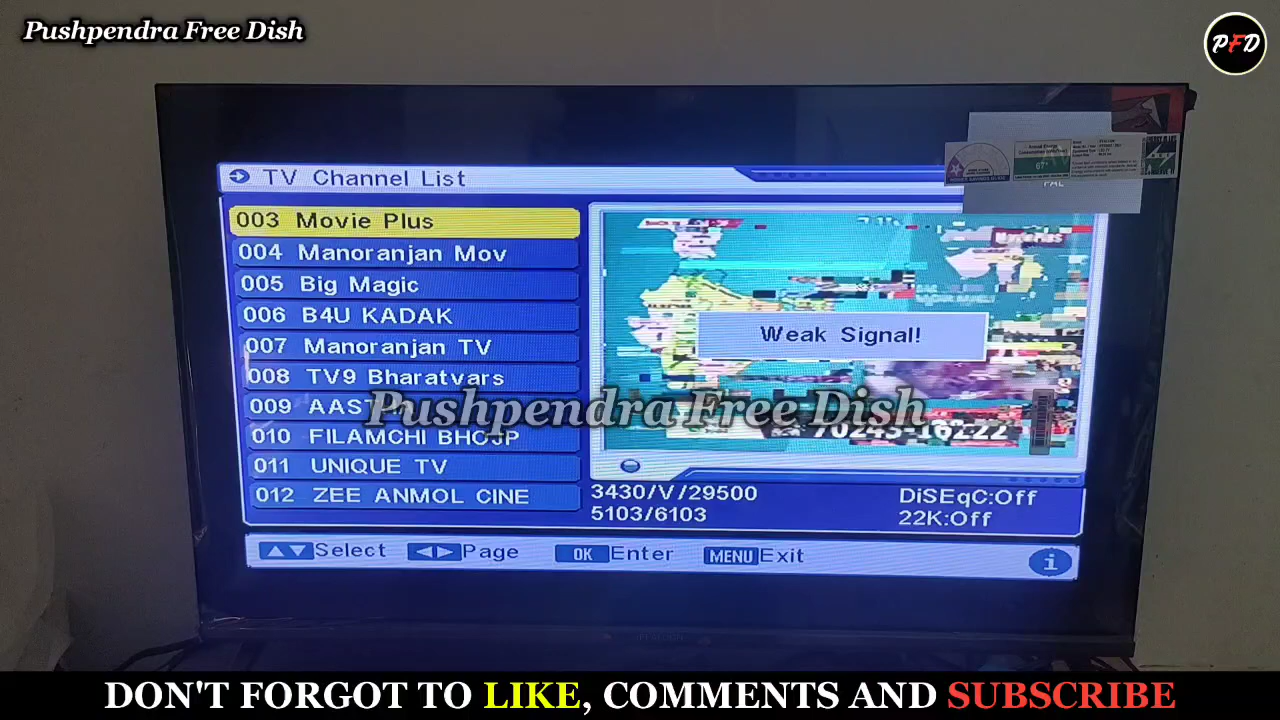 Pushpendra Free Dish
PFD
TV Channel List
PAL
003 Movie Plus
004 Manoranjan Mov
005 Big Magic
006 B4U KADAK
007 Manoranjan TV
008 TV9 Bharatvars
009 AAST
010 FILAMCHI BHOJP
011 UNIQUE TV
012 ZEE ANMOL CINE
Weak Signal!
Pushpendra Free Dish
70243-16222
3430/V/29500
DiSEqC:Off
5103/6103
22K:Off
Select Page OK Enter MENU Exit i
DON'T FORGOT TO LIKE, COMMENTS AND SUBSCRIBE